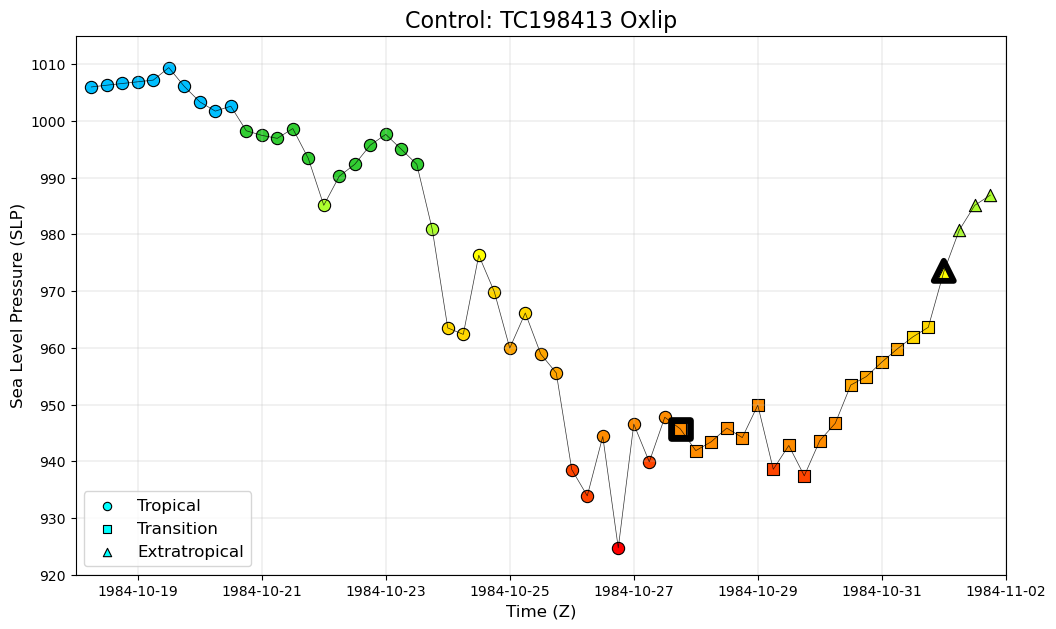 Control: TC198413 Oxlip
Sea Level Pressure (SLP)
1010
1000
990
980
970
960
950
940
930
920
Tropical
Transition
Extratropical
1984-10-19 1984-10-21 1984-10-23 1984-10-25 1984-10-27 1984-10-29 1984-10-31 1984-11-02
Time (Z)